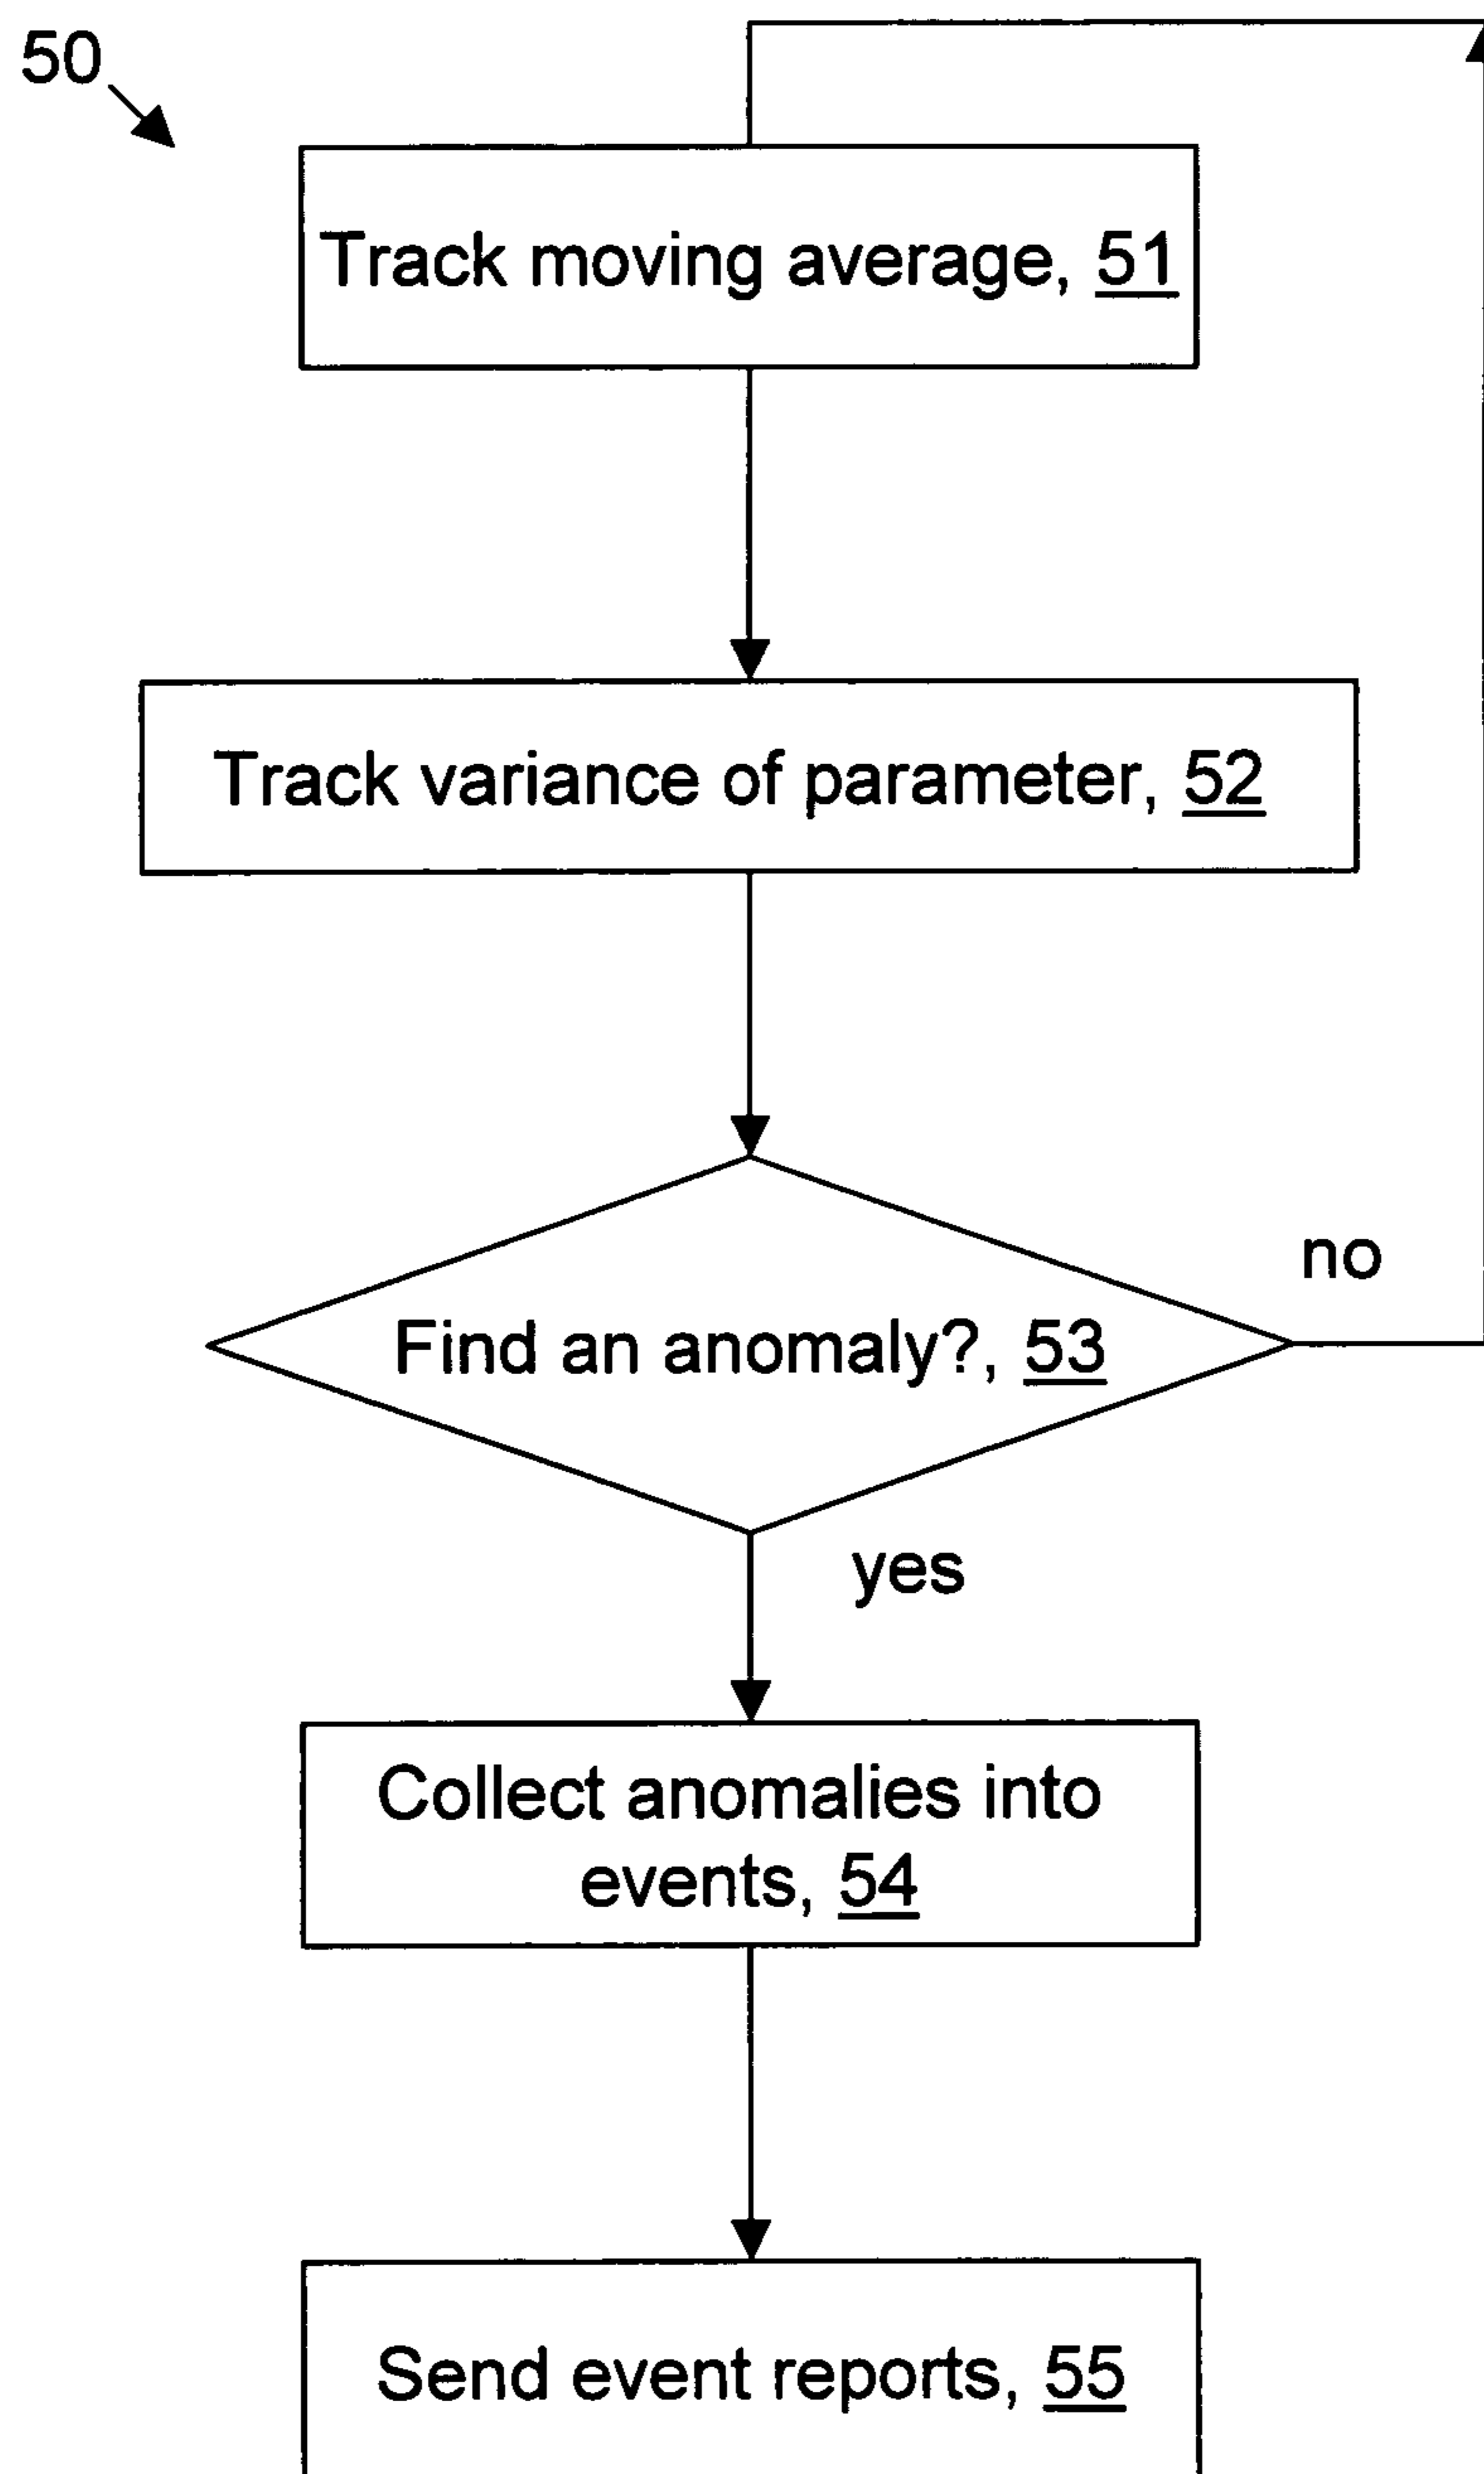 50
Track moving average, 51
Track variance of parameter, 52
Find an anomaly?, 53
no
yes
Collect anomalies into
events, 54
Send event reports, 55